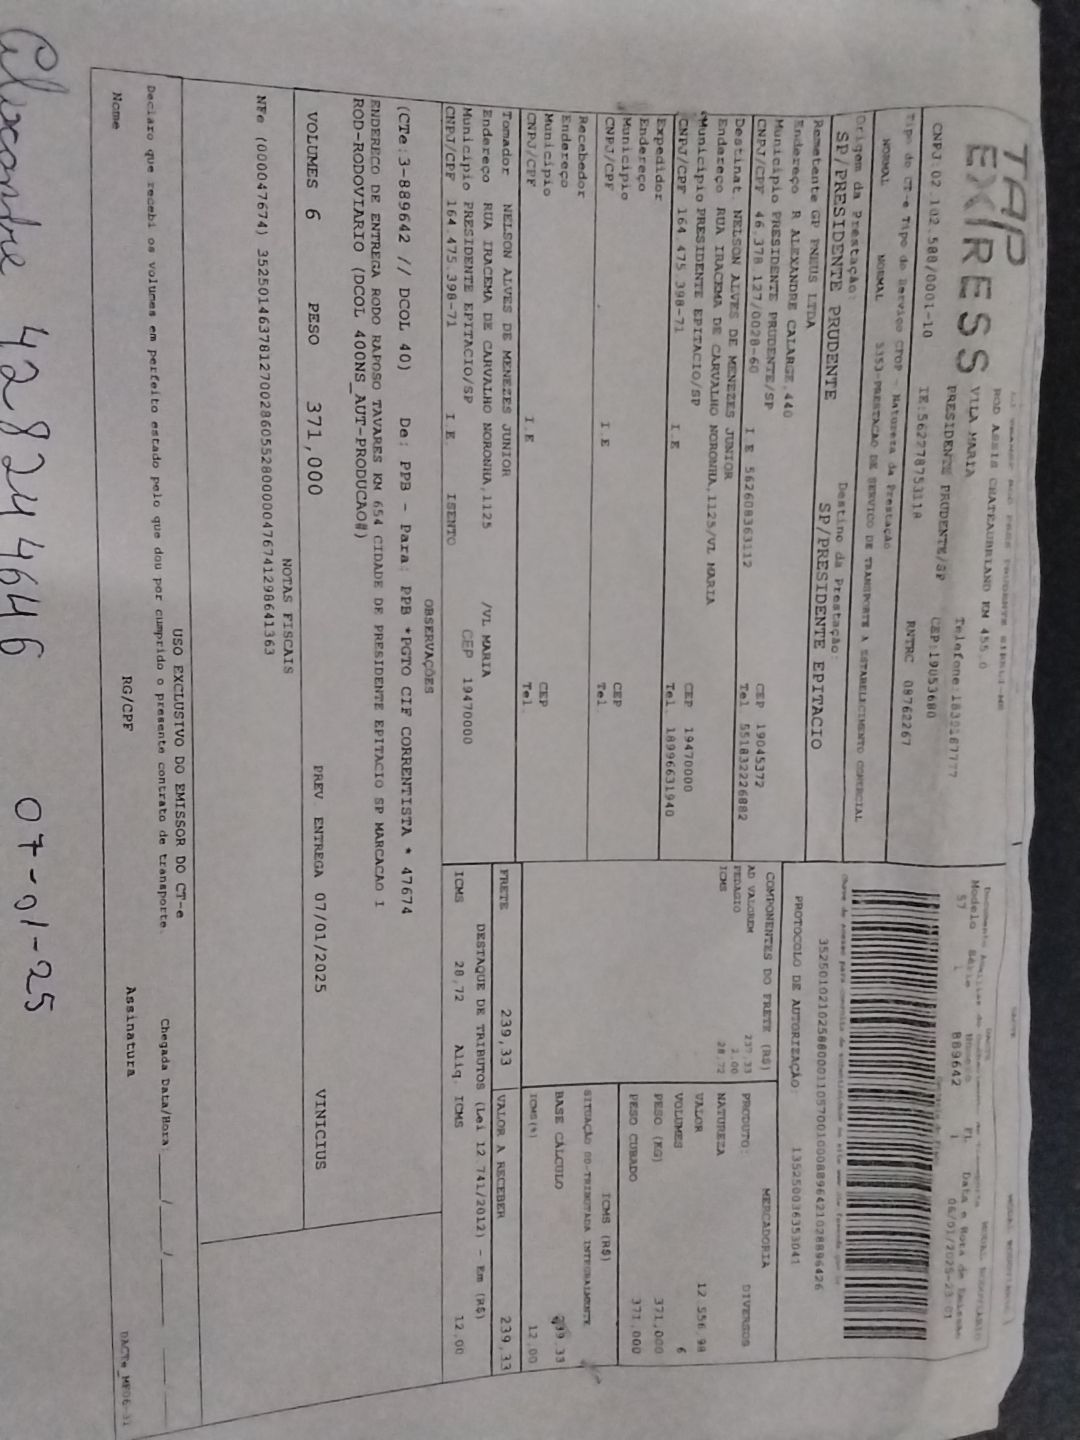 TAP
EXPRESS
ROD ASSIS CHATEAUBRIAND KM 455.0
VILA MARIA
PRESIDENTE PRUDENTE/SP
CEP:19053680
CNPJ:02.102.588/0001-10
RNTRC 08762267
Tipo do CT-e Tipo do Serviço CFOP - Natureza da Prestação
NORMAL NORMAL 5353-PRESTACAO DE SERVICO DE TRANSPORTE A ESTABELECIMENTO COMERCIAL
Origem da Prestação: Destino da Prestação:
SP/PRESIDENTE PRUDENTE SP/PRESIDENTE EPITACIO
Modelo Série Número Fl. Data e Hora de Emissão
57 1 889642 1 06/01/2025-23:01
PROTOCOLO DE AUTORIZAÇÃO: 135250036353041
Remetente GP PNEUS LTDA
Endereço R ALEXANDRE CALARGE,440
Município PRESIDENTE PRUDENTE/SP CEP 19045372
CNPJ/CPF 46.378.127/0028-60 I E 562608363112 Tel 551832226882
Destinat. NELSON ALVES DE MENEZES JUNIOR
Endereço RUA IRACEMA DE CARVALHO NORONHA,1125/VL MARIA
Município PRESIDENTE EPITACIO/SP CEP 19470000
CNPJ/CPF 164.475.398-71 I.E Tel. 18996631940
Expedidor
Endereço
Município CEP
CNPJ/CPF I.E Tel.
Recebedor
Endereço
Município CEP
CNPJ/CPF I.E Tel.
Tomador NELSON ALVES DE MENEZES JUNIOR
Endereço RUA IRACEMA DE CARVALHO NORONHA,1125 /VL MARIA
Município PRESIDENTE EPITACIO/SP CEP 19470000
CNPJ/CPF 164.475.398-71 I.E. ISENTO
COMPONENTES DO FRETE (R$)
AD VALOREM 237,33
PEDAGIO 2.00
ICMS 28,72
MERCADORIA
PRODUTO: DIVERSOS
NATUREZA
VALOR 12.556,98
VOLUMES 6
PESO (KG) 371,000
PESO CUBADO 371,000
ICMS (R$)
SITUAÇÃO 00-TRIBUTADA INTEGRALMENTE
BASE CÁLCULO 239.33
ICMS(%) 12.00
FRETE 239,33 VALOR A RECEBER 239,33
DESTAQUE DE TRIBUTOS (Lei 12.741/2012) - Em (R$)
ICMS 28,72 Aliq. ICMS 12,00
OBSERVAÇÕES
(CTe:3-889642 // DCOL 40) De: PPB - Para: PPB *PGTO CIF CORRENTISTA * 47674
ENDERECO DE ENTREGA RODO RAPOSO TAVARES KM 654 CIDADE DE PRESIDENTE EPITACIO SP MARCACAO 1
ROD-RODOVIARIO (DCOL 400NS_AUT-PRODUCAO#)
VOLUMES 6 PESO 371,000 PREV ENTREGA 07/01/2025 VINICIUS
NOTAS FISCAIS
NFe (000047674) 35250146378127002860552800000476741298641363
USO EXCLUSIVO DO EMISSOR DO CT-e
Declaro que recebi os volumes em perfeito estado pelo que dou por cumprido o presente contrato de transporte. Chegada Data/Hora: ____/____/____
Nome RG/CPF Assinatura
Alexandre 428244646 07-01-25